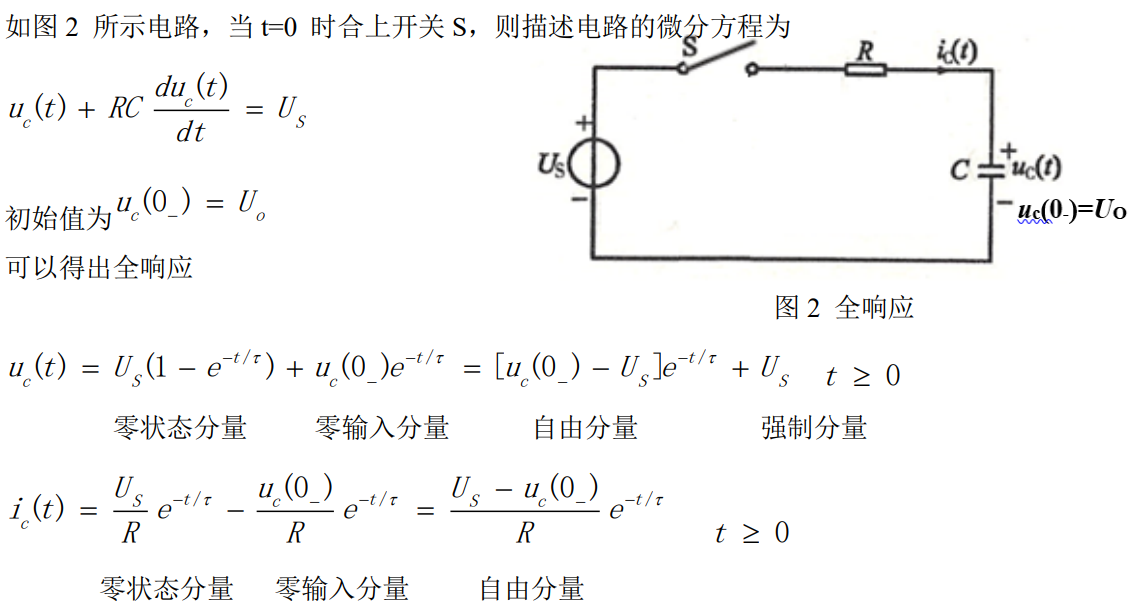 如图 2 所示电路，当 t=0 时合上开关 S，则描述电路的微分方程为
u_c(t) + RC du_c(t)/dt = U_S
初始值为 u_c(0_-) = U_o
可以得出全响应
S
R
i_C(t)
+
U_S
-
C
+
u_C(t)
-
u_c(0_-)=U_O
图 2 全响应
u_c(t) = U_S(1 - e^{-t/τ}) + u_c(0_-)e^{-t/τ} = [u_c(0_-) - U_S]e^{-t/τ} + U_S t ≥ 0
零状态分量 零输入分量 自由分量 强制分量
i_c(t) = U_S/R e^{-t/τ} - u_c(0_-)/R e^{-t/τ} = (U_S - u_c(0_-))/R e^{-t/τ} t ≥ 0
零状态分量 零输入分量 自由分量